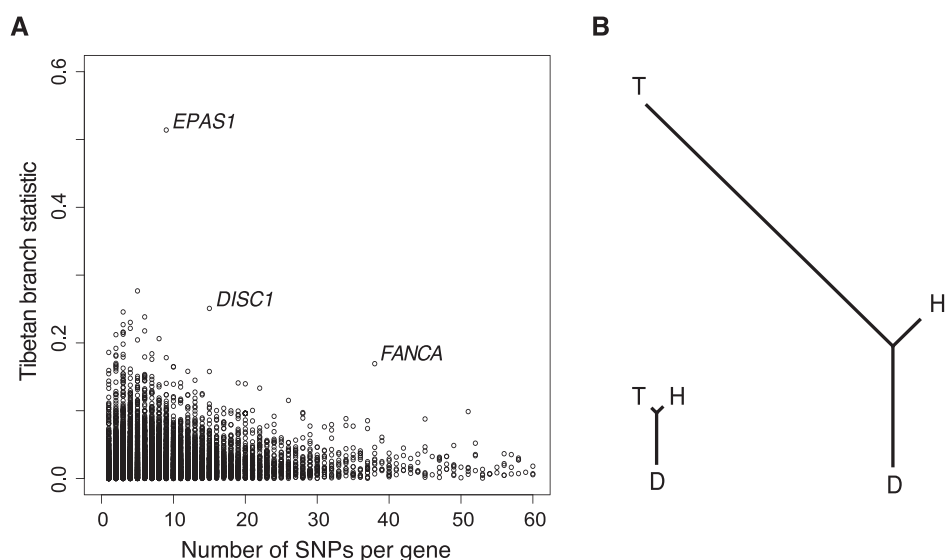 A
B
0.6
0.4
0.2
0.0
Tibetan branch statistic
EPAS1
DISC1
FANCA
0
10
20
30
40
50
60
Number of SNPs per gene
T
H
D
T
H
D